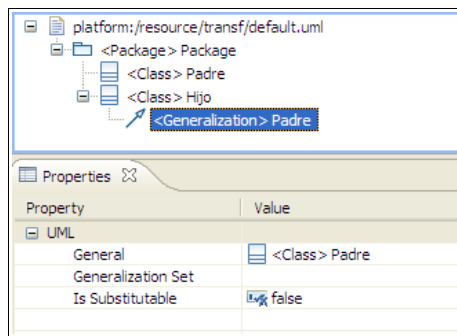 platform:/resource/transf/default.uml
<Package> Package
<Class> Padre
<Class> Hijo
<Generalization> Padre
Properties
Property Value
UML
General <Class> Padre
Generalization Set
Is Substitutable false